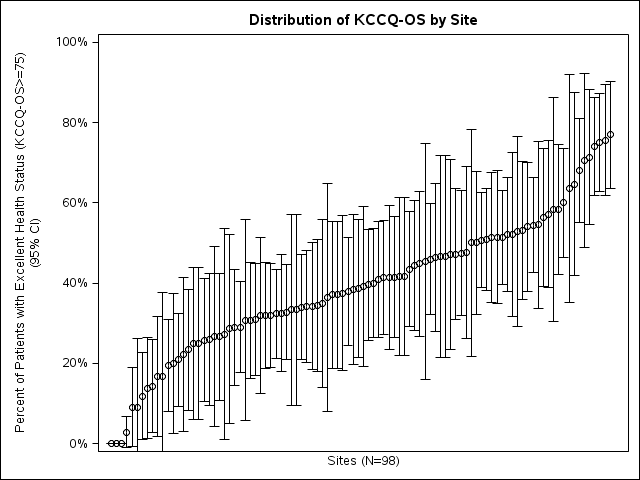 Distribution of KCCQ-OS by Site
Percent of Patients with Excellent Health Status (KCCQ-OS>=75)
(95% CI)
100%
80%
60%
40%
20%
0%
Sites (N=98)